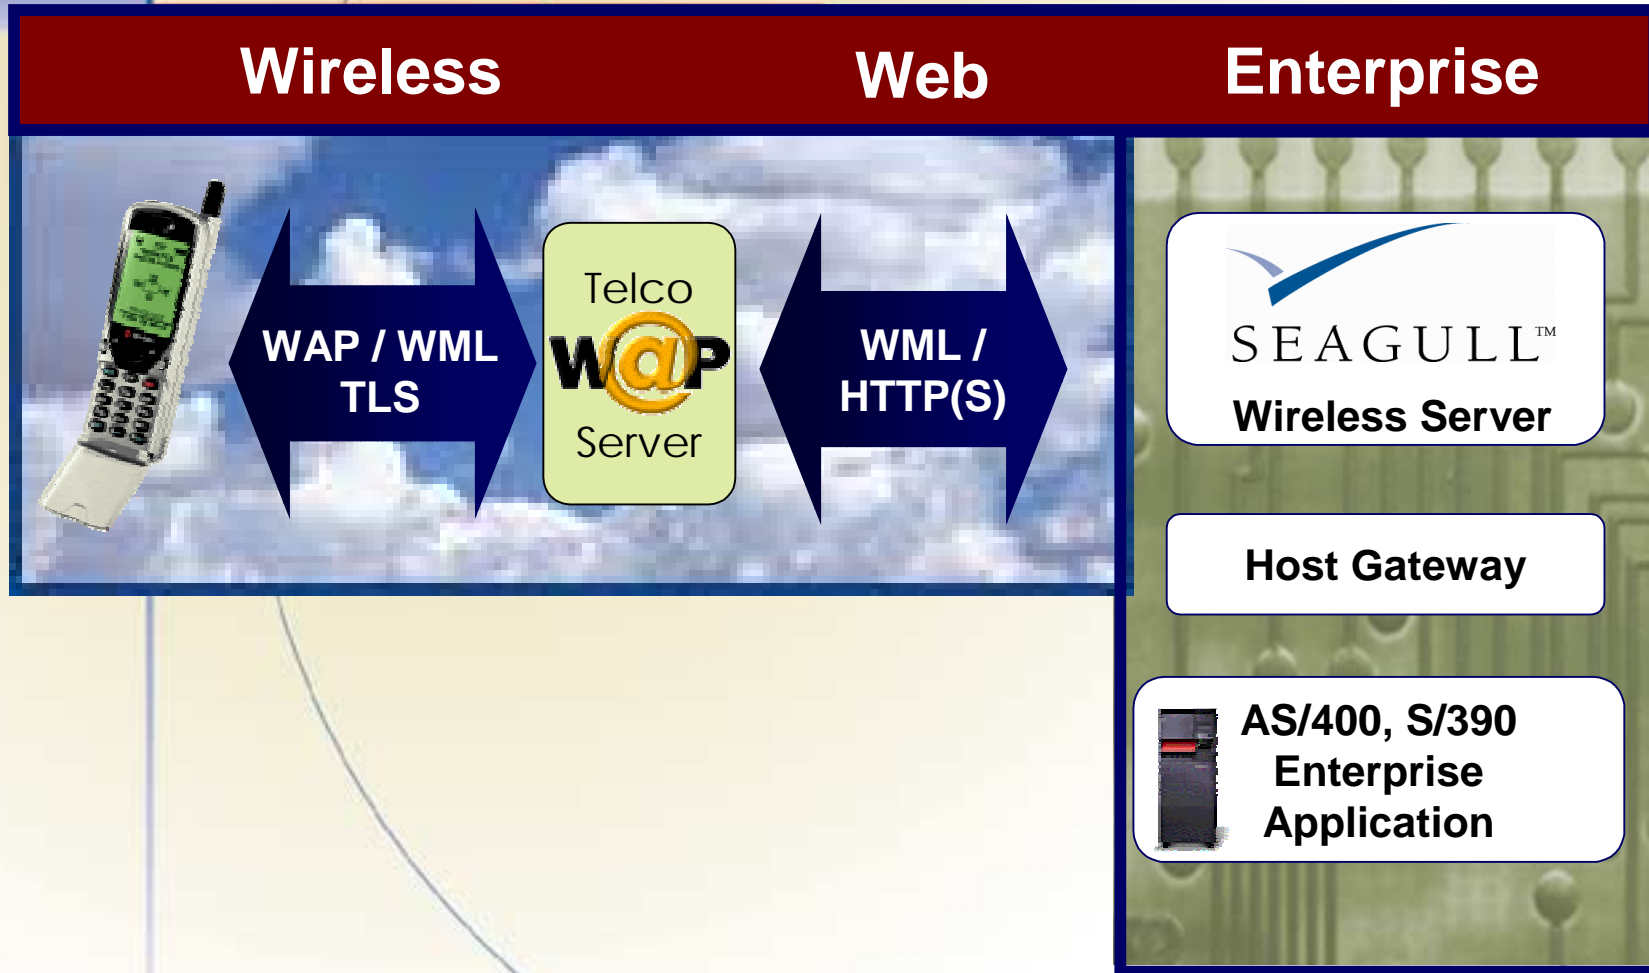 Wireless
Web
Enterprise
WAP / WML
TLS
Telco
W@P
Server
WML /
HTTP(S)
SEAGULL™
Wireless Server
Host Gateway
AS/400, S/390
Enterprise
Application